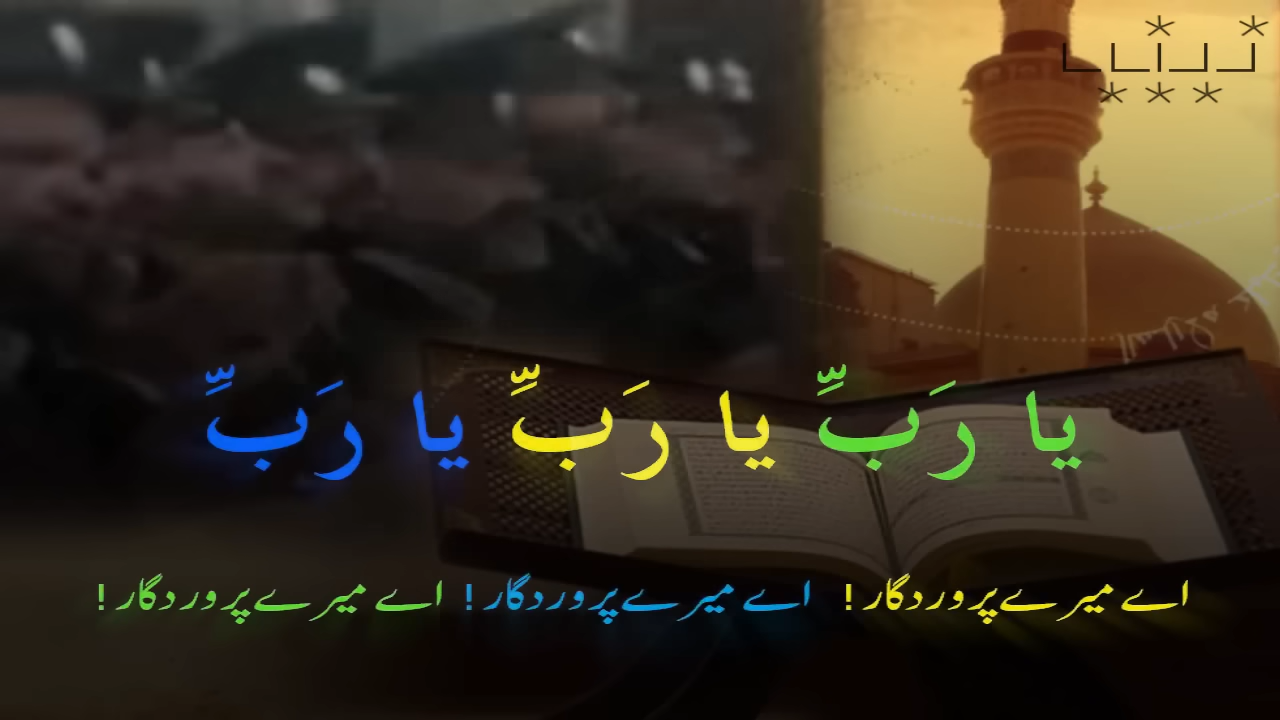 يا رَبِّ يا رَبِّ يا رَبِّ
اے میرے پروردگار! اے میرے پروردگار! اے میرے پروردگار!